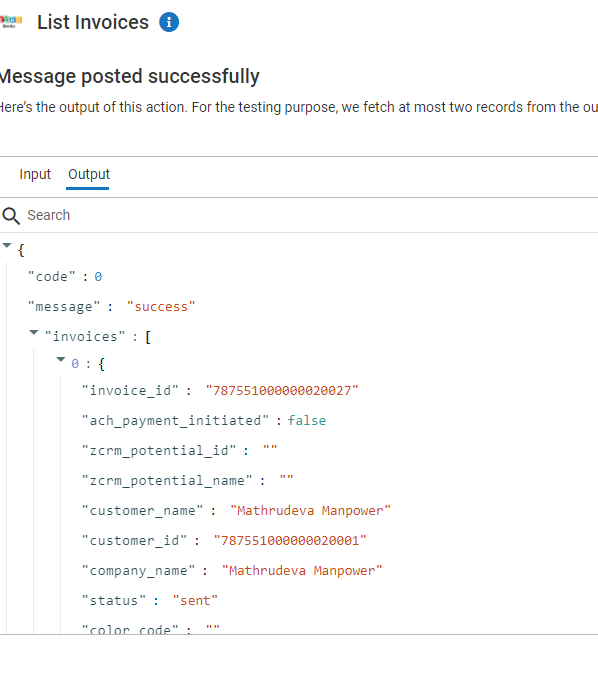 List Invoices i
Message posted successfully
Here's the output of this action. For the testing purpose, we fetch at most two records from the ou
Input Output
Search
{
"code" : 0
"message" : "success"
"invoices" : [
0 : {
"invoice_id" : "787551000000020027"
"ach_payment_initiated" : false
"zcrm_potential_id" : ""
"zcrm_potential_name" : ""
"customer_name" : "Mathrudeva Manpower"
"customer_id" : "787551000000020001"
"company_name" : "Mathrudeva Manpower"
"status" : "sent"
"color_code" : ""